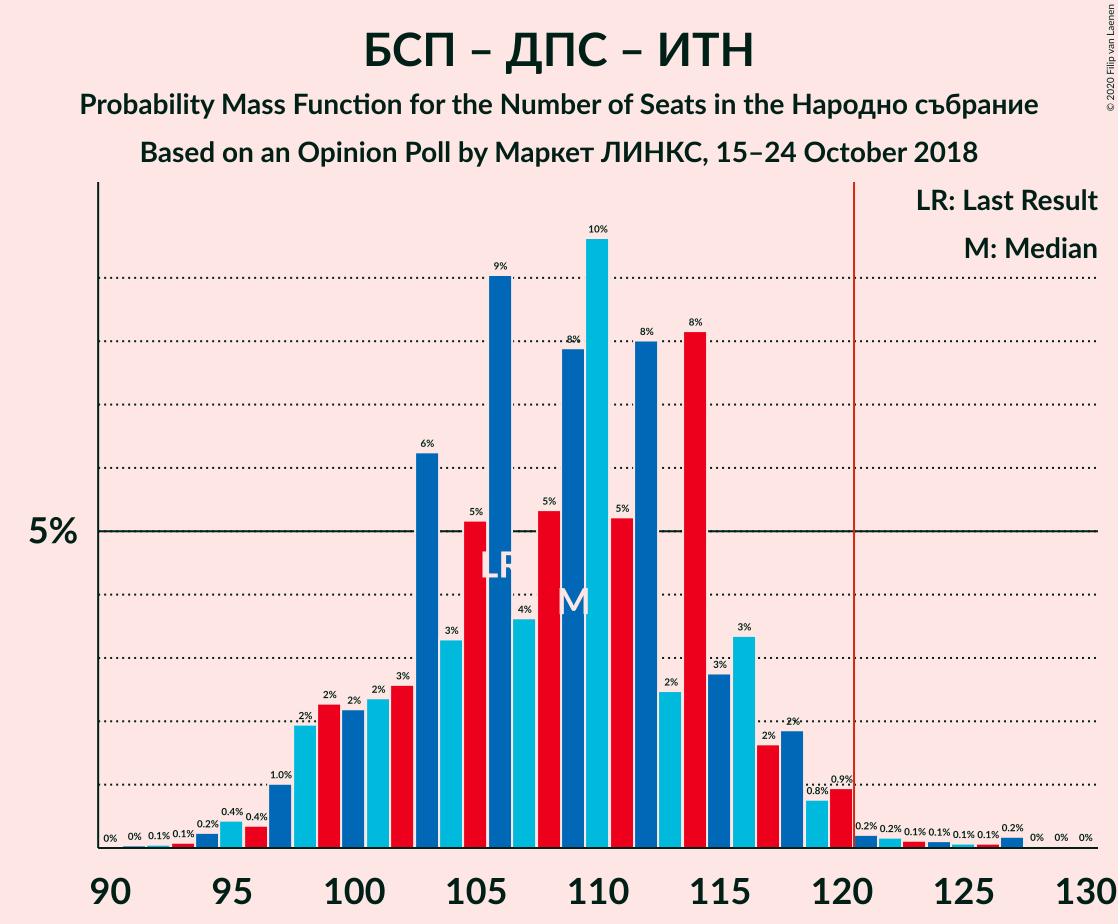 БСП – ДПС – ИТН
Probability Mass Function for the Number of Seats in the Народно събрание
Based on an Opinion Poll by Маркет ЛИНКС, 15–24 October 2018
© 2020 Filip van Laenen
LR: Last Result
M: Median
5%
0% 0% 0.1% 0.1% 0.2% 0.4% 0.4% 1.0% 2% 2% 2% 2% 3% 6% 3% 5% 9% 4% 5% 8% 10% 5% 8% 2% 8% 3% 3% 2% 2% 0.8% 0.9% 0.2% 0.2% 0.1% 0.1% 0.1% 0.1% 0.2% 0% 0% 0%
LR
M
90 95 100 105 110 115 120 125 130